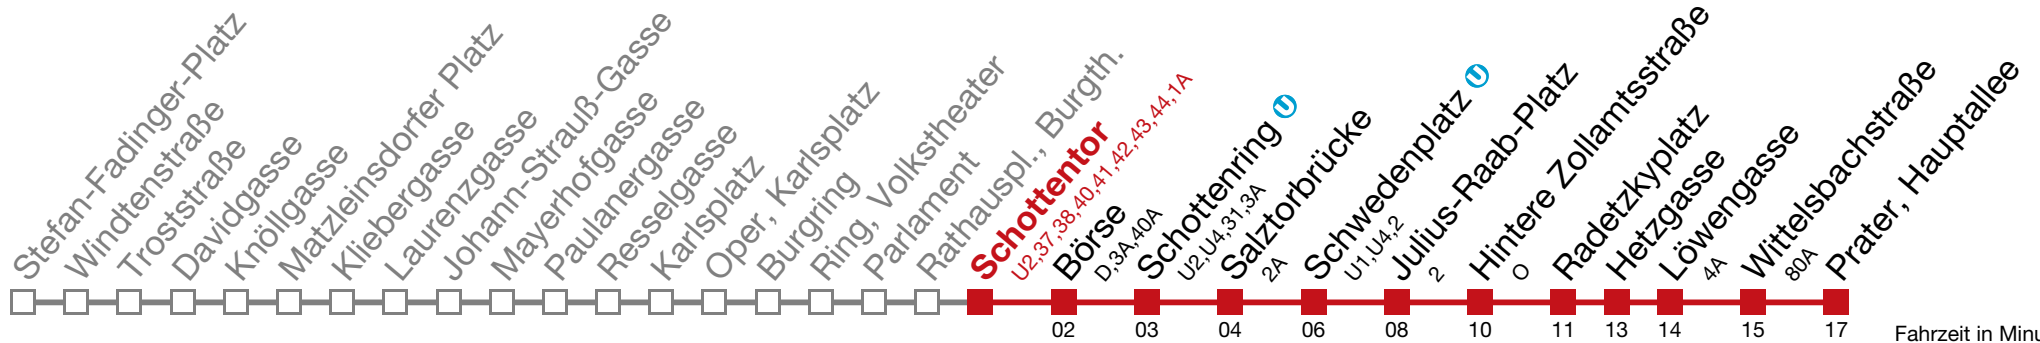 Stefan-Fadinger-Platz
Windtenstraße
Troststraße
Davidgasse
Knöllgasse
Matzleinsdorfer Platz
Kliebergasse
Laurenzgasse
Johann-Strauß-Gasse
Mayerhofgasse
Paulanergasse
Resselgasse
Karlsplatz
Oper, Karlsplatz
Burgring
Ring, Volkstheater
Parlament
Rathauspl., Burgth.
Schottentor
U2,37,38,40,41,42,43,44,1A
Börse
D,3A,40A
Schottenring U
U2,U4,31,3A
Salztorbrücke
2A
Schwedenplatz U
U1,U4,2
Julius-Raab-Platz
2
Hintere Zollamtsstraße
O
Radetzkyplatz
Hetzgasse
Löwengasse
4A
Wittelsbachstraße
80A
Prater, Hauptallee
02 03 04 06 08 10 11 13 14 15 17
Fahrzeit in Minu